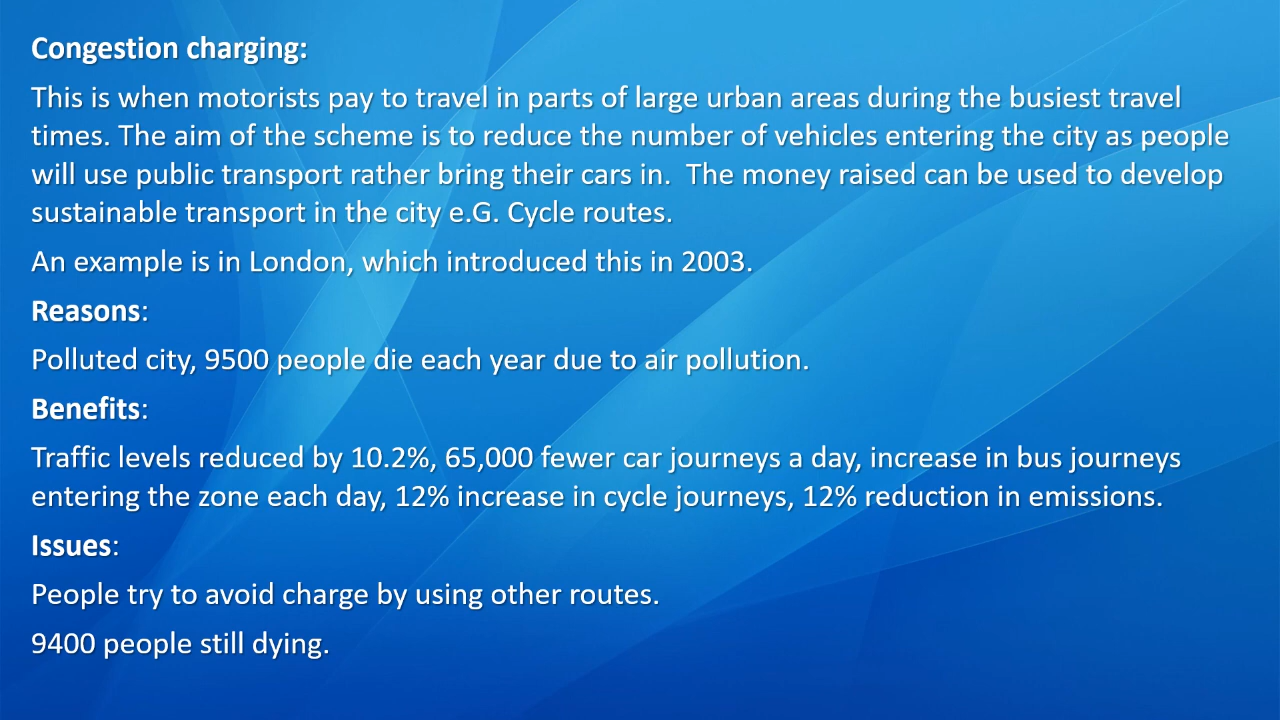 Congestion charging:
This is when motorists pay to travel in parts of large urban areas during the busiest travel
times. The aim of the scheme is to reduce the number of vehicles entering the city as people
will use public transport rather bring their cars in.  The money raised can be used to develop
sustainable transport in the city e.G. Cycle routes.
An example is in London, which introduced this in 2003.
Reasons:
Polluted city, 9500 people die each year due to air pollution.
Benefits:
Traffic levels reduced by 10.2%, 65,000 fewer car journeys a day, increase in bus journeys
entering the zone each day, 12% increase in cycle journeys, 12% reduction in emissions.
Issues:
People try to avoid charge by using other routes.
9400 people still dying.